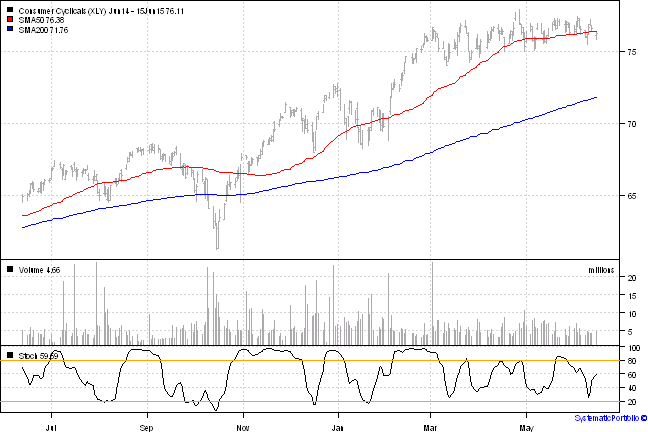 Consumer Cyclicals (XLY) Jun14 - 15Jun15 76.11
SMA50 76.38
SMA200 71.76
75
70
65
Volume 4.66
millions
20
15
10
5
Stoch 59.69
100
80
60
40
20
Jul Sep Nov Jan Mar May
SystematicPortfolio ©